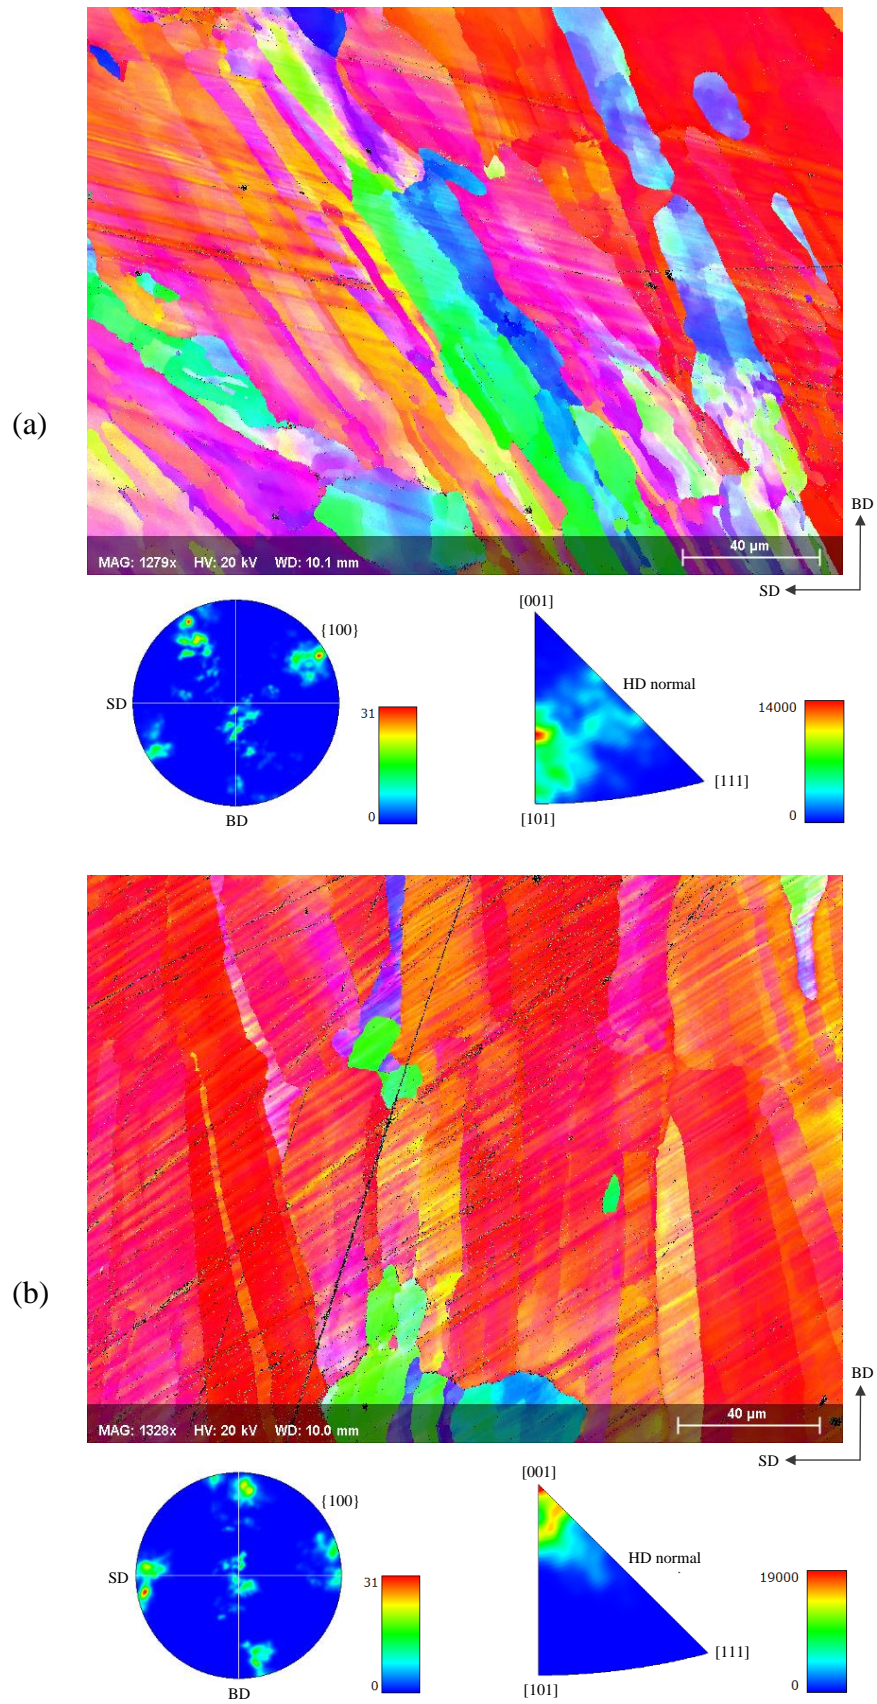 (a)
BD
MAG: 1279x HV: 20 kV WD: 10.1 mm
40 µm
SD
[001]
{100}
HD normal
SD
31
14000
[111]
0
0
[101]
BD
(b)
BD
MAG: 1328x HV: 20 kV WD: 10.0 mm
40 µm
SD
[001]
{100}
HD normal
SD
31
19000
[111]
0
0
[101]
BD